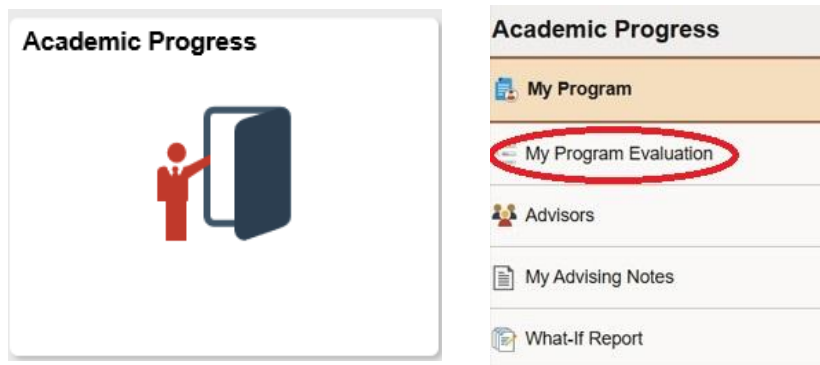 Academic Progress
Academic Progress
My Program
My Program Evaluation
Advisors
My Advising Notes
What-If Report